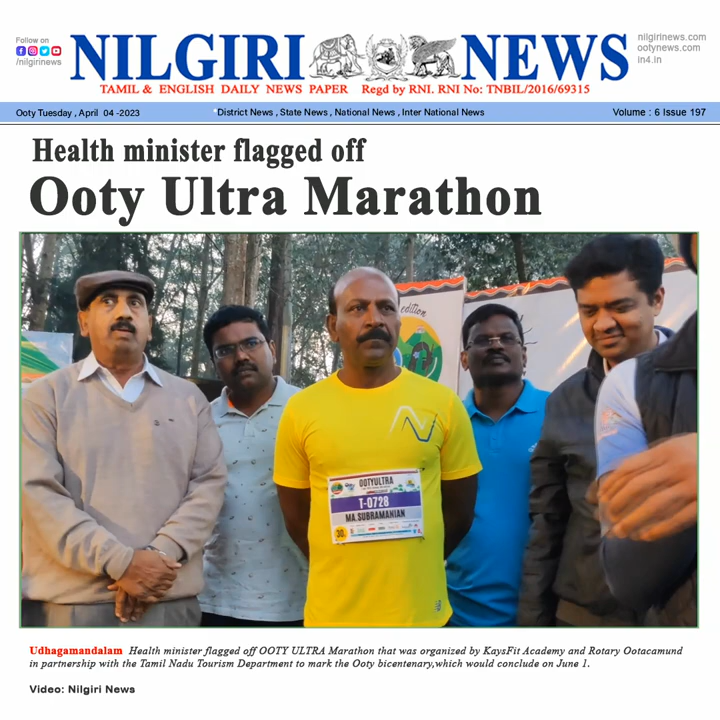 Follow on
/nilgirinews
NILGIRI NEWS
nilgirinews.com
ootynews.com
in4.in
TAMIL & ENGLISH DAILY NEWS PAPER Regd by RNI. RNI No: TNBIL/2016/69315
Ooty Tuesday , April 04 -2023
District News , State News , National News , Inter National News
Volume : 6 Issue 197
Health minister flagged off
Ooty Ultra Marathon
edition
OOTYULTRA
T-0728
MA.SUBRAMANIAN
30
Udhagamandalam Health minister flagged off OOTY ULTRA Marathon that was organized by KaysFit Academy and Rotary Ootacamund
in partnership with the Tamil Nadu Tourism Department to mark the Ooty bicentenary,which would conclude on June 1.
Video: Nilgiri News